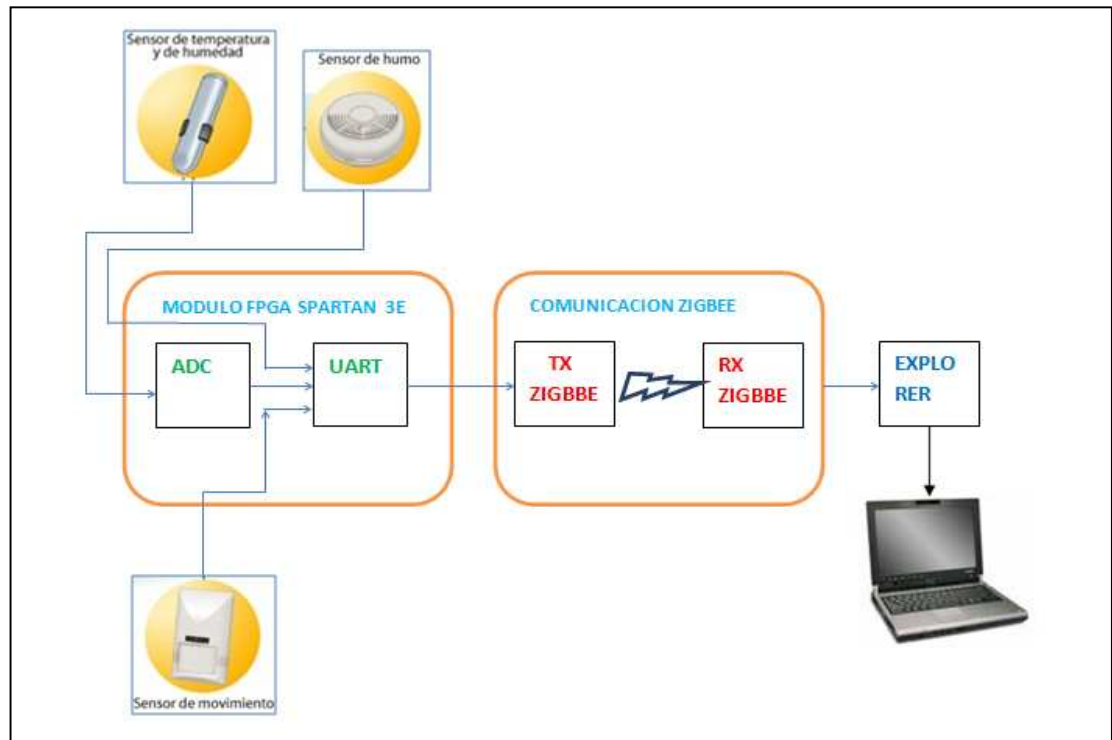 Sensor de temperatura
y de humedad
Sensor de humo
MODULO FPGA SPARTAN 3E
ADC
UART
COMUNICACION ZIGBEE
TX
ZIGBBE
RX
ZIGBBE
EXPLO
RER
Sensor de movimiento